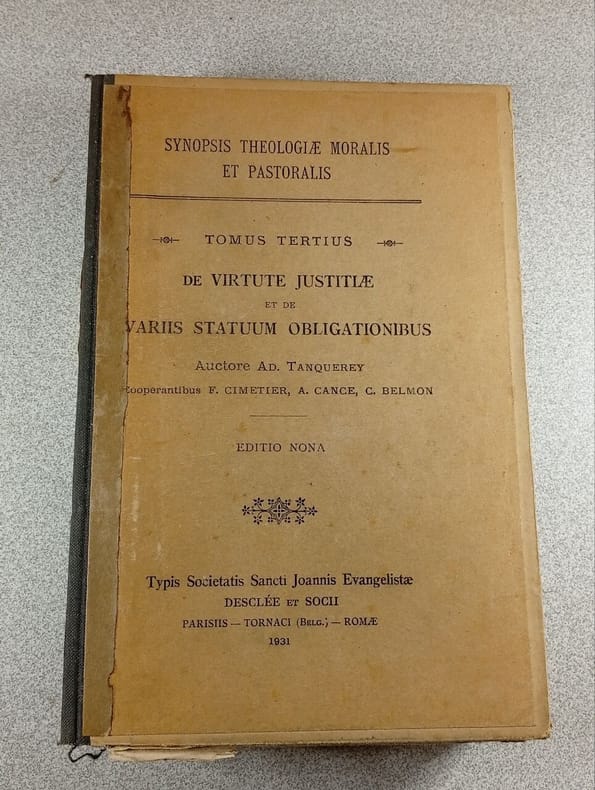 SYNOPSIS THEOLOGIÆ MORALIS
ET PASTORALIS
TOMUS TERTIUS
DE VIRTUTE JUSTITIÆ
ET DE
VARIIS STATUUM OBLIGATIONIBUS
Auctore AD. TANQUEREY
Cooperantibus F. CIMETIER, A. CANCE, C. BELMON
EDITIO NONA
Typis Societatis Sancti Joannis Evangelistæ
DESCLÉE ET SOCII
PARISIIS — TORNACI (BELG.) — ROMÆ
1931